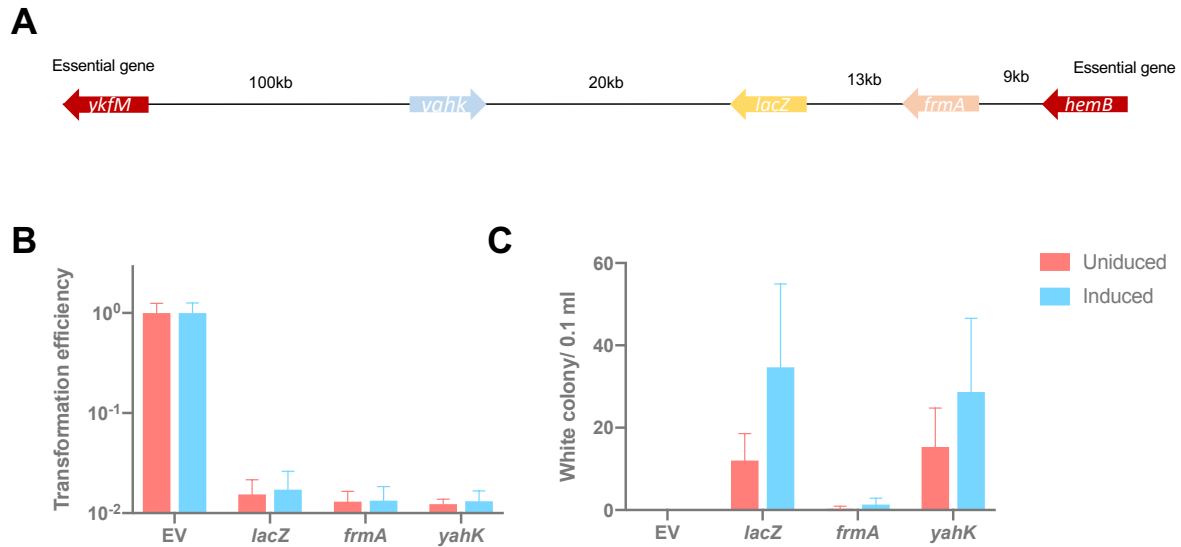 A
Essential gene
100kb
20kb
13kb
9kb
Essential gene
ykfM
yahk
lacZ
frmA
hemB
B
Transformation efficiency
10⁰
10⁻¹
10⁻²
EV
lacZ
frmA
yahK
C
White colony/ 0.1 ml
60
40
20
0
EV
lacZ
frmA
yahK
Uniduced
Induced